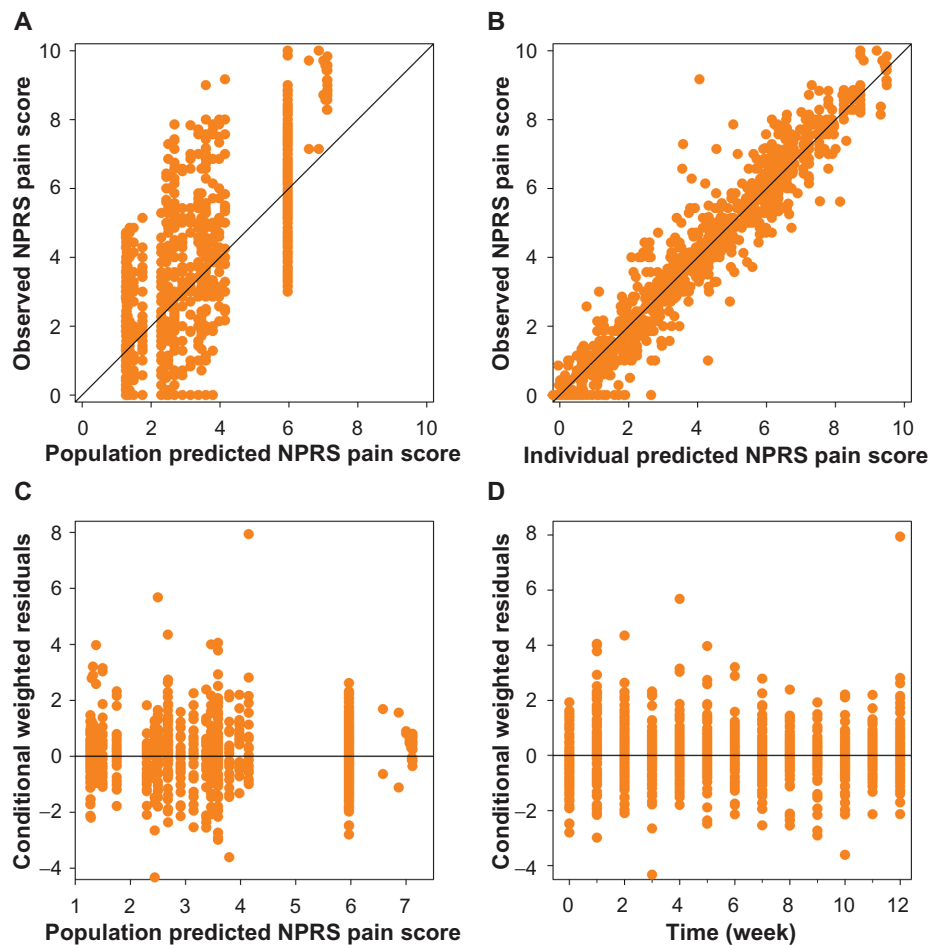 A
B
Observed NPRS pain score
10
8
6
4
2
0
0 2 4 6 8 10
Population predicted NPRS pain score
Observed NPRS pain score
10
8
6
4
2
0
0 2 4 6 8 10
Individual predicted NPRS pain score
C
D
Conditional weighted residuals
8
6
4
2
0
–2
–4
1 2 3 4 5 6 7
Population predicted NPRS pain score
Conditional weighted residuals
8
6
4
2
0
–2
–4
0 2 4 6 8 10 12
Time (week)